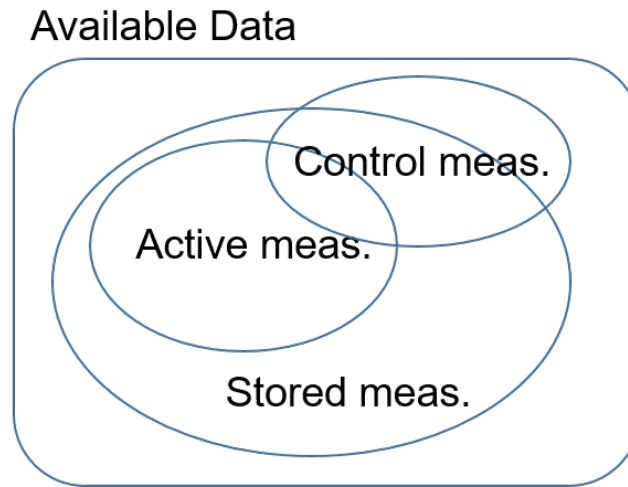 Available Data
Control meas.
Active meas.
Stored meas.